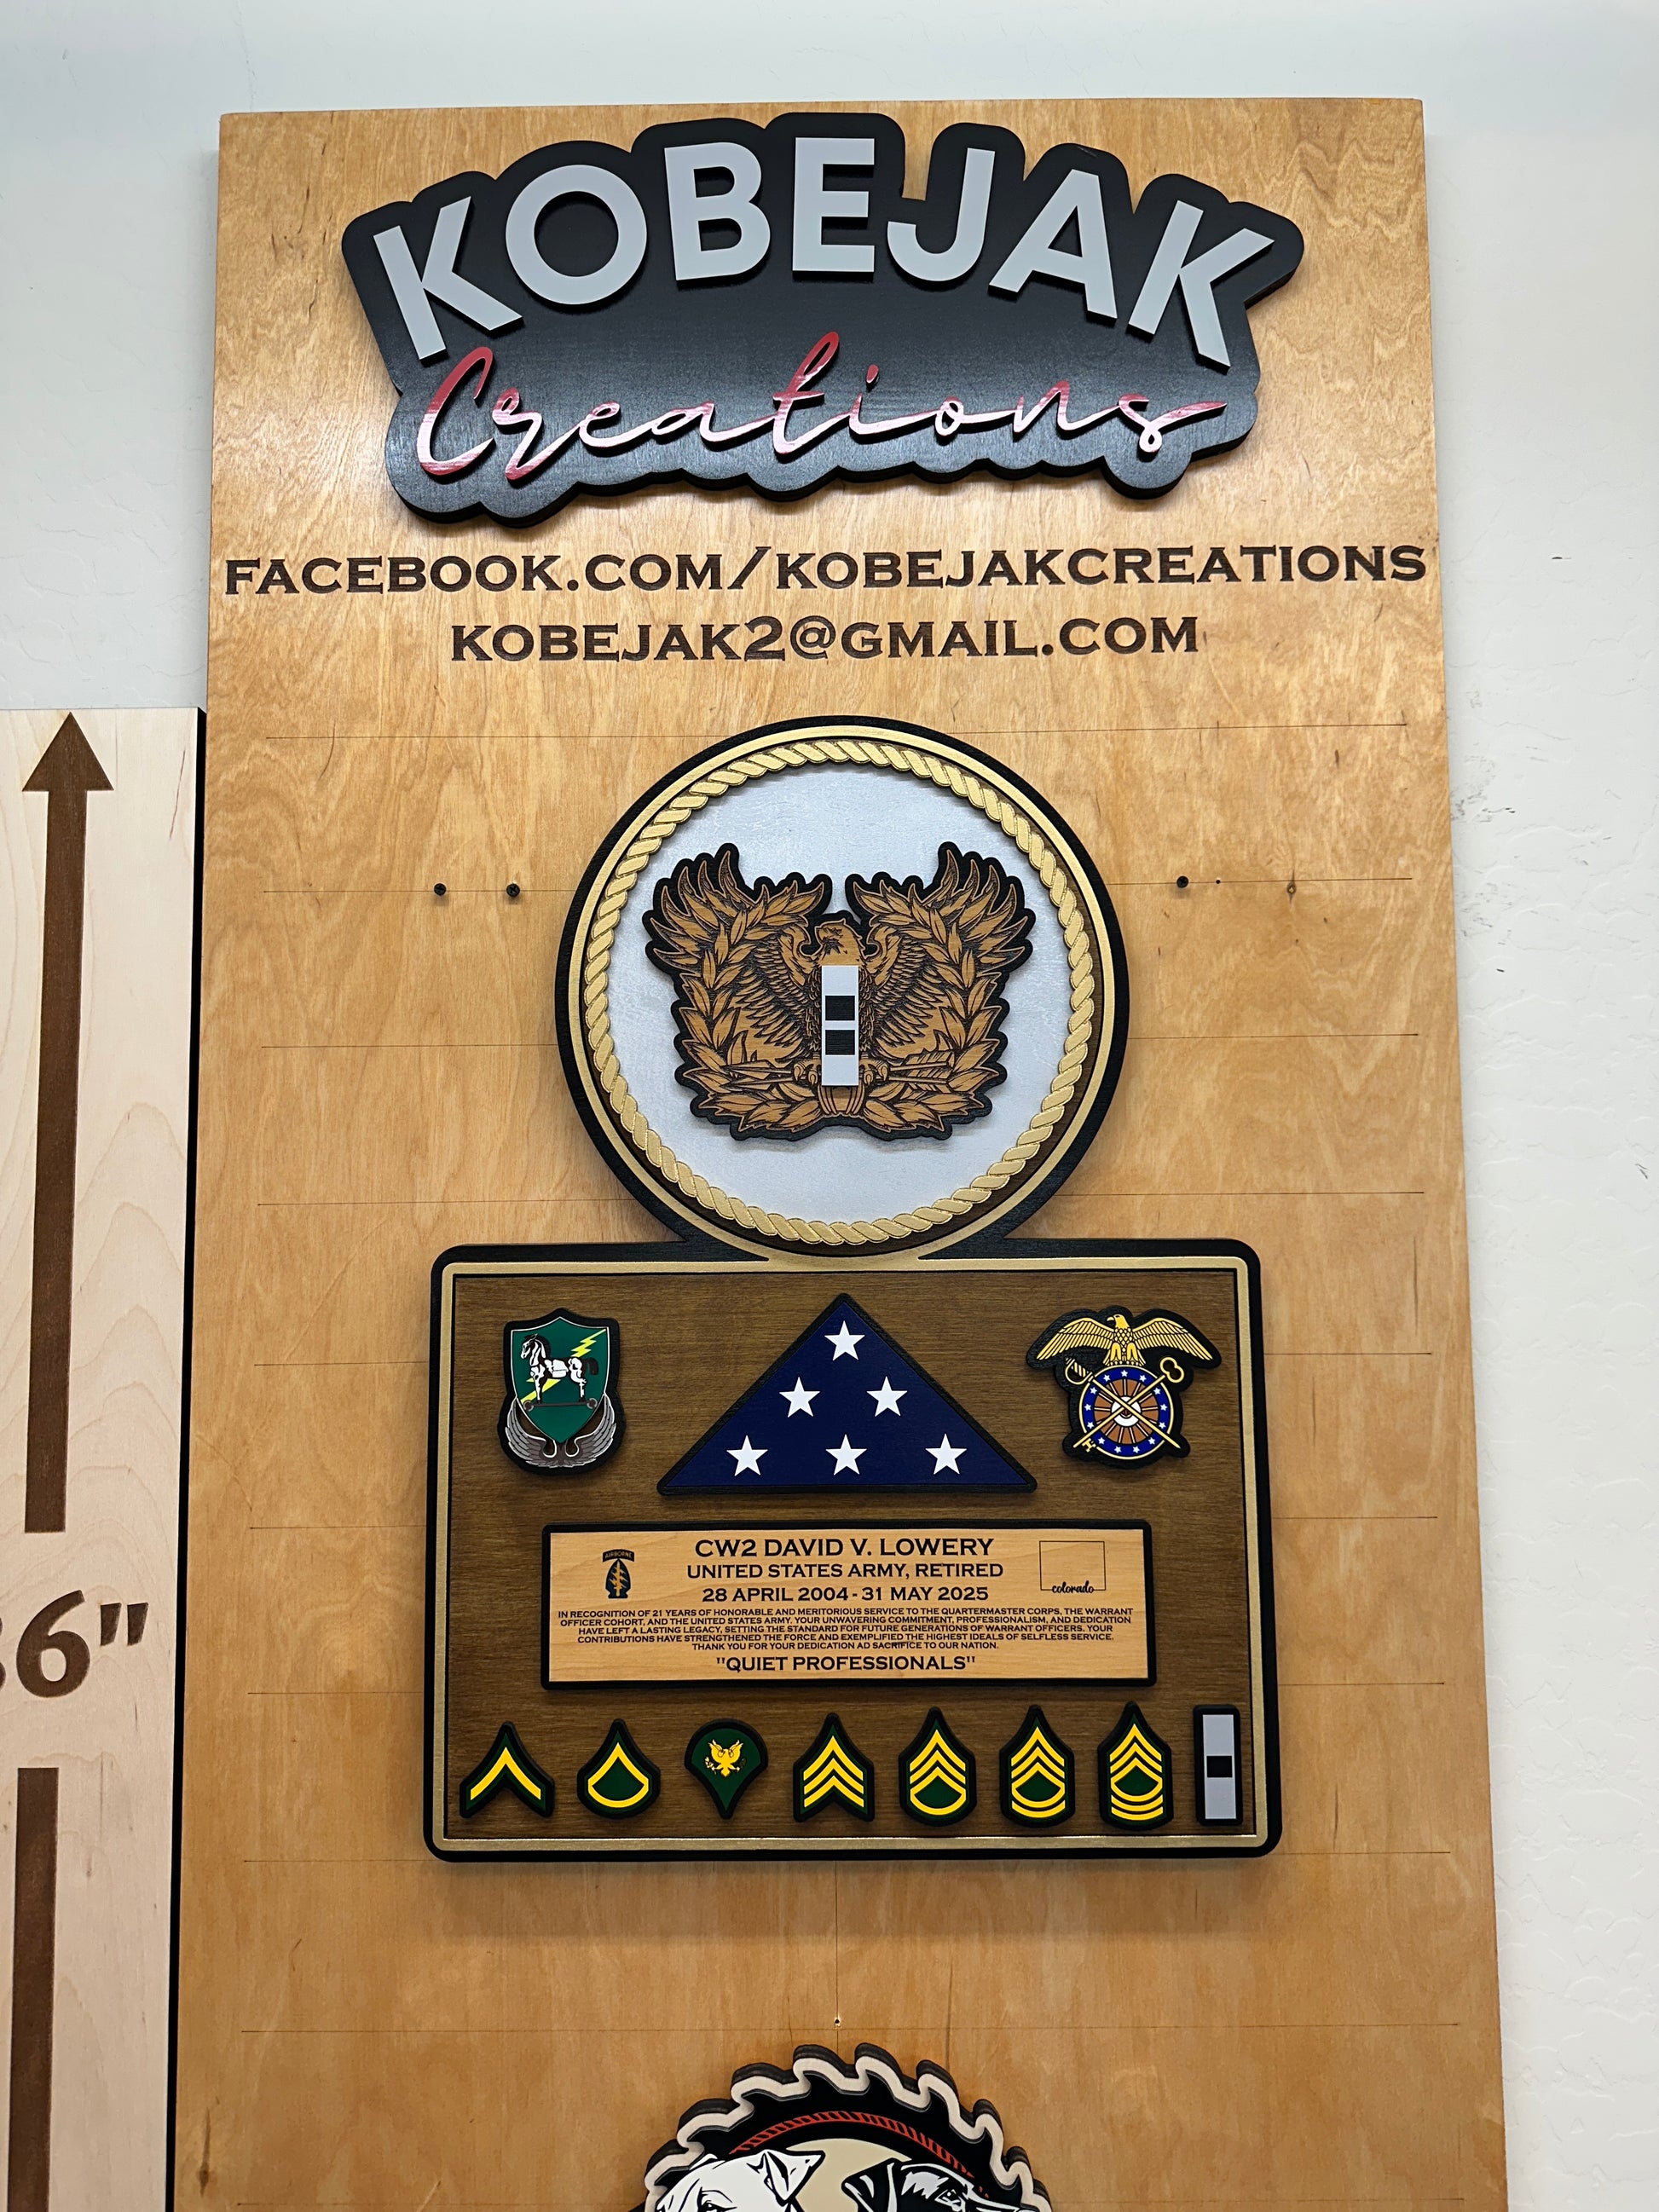 KOBEJAK
Creations
FACEBOOK.COM/KOBEJAKCREATIONS
KOBEJAK2@GMAIL.COM
AIRBORNE
CW2 DAVID V. LOWERY
UNITED STATES ARMY, RETIRED
28 APRIL 2004 - 31 MAY 2025
colorado
IN RECOGNITION OF 21 YEARS OF HONORABLE AND MERITORIOUS SERVICE TO THE QUARTERMASTER CORPS, THE WARRANT
OFFICER COHORT, AND THE UNITED STATES ARMY. YOUR UNWAVERING COMMITMENT, PROFESSIONALISM, AND DEDICATION
HAVE LEFT A LASTING LEGACY, SETTING THE STANDARD FOR FUTURE GENERATIONS OF WARRANT OFFICERS. YOUR
CONTRIBUTIONS HAVE STRENGTHENED THE FORCE AND EXEMPLIFIED THE HIGHEST IDEALS OF SELFLESS SERVICE.
THANK YOU FOR YOUR DEDICATION AD SACRIFICE TO OUR NATION.
"QUIET PROFESSIONALS"
6"